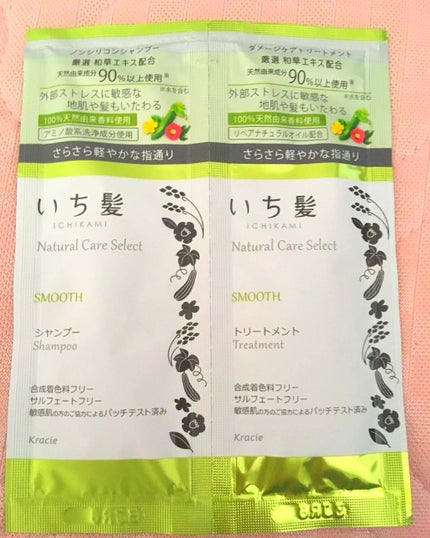 ノンシリコンシャンプー
厳選 和草エキス配合
天然由来成分90%以上使用※
※水を含む
外部ストレスに敏感な
地肌や髪もいたわる
100%天然由来香料使用
アミノ酸系洗浄成分使用
さらさら軽やかな指通り
いち髪
ICHIKAMI
Natural Care Select
SMOOTH
シャンプー
Shampoo
合成着色料フリー
サルフェートフリー
敏感肌の方のご協力によるパッチテスト済み
Kracie
ダメージケアトリートメント
厳選 和草エキス配合
天然由来成分90%以上使用※
※水を含む
外部ストレスに敏感な
地肌や髪もいたわる
100%天然由来香料使用
リペアナチュラルオイル配合
さらさら軽やかな指通り
いち髪
ICHIKAMI
Natural Care Select
SMOOTH
トリートメント
Treatment
合成着色料フリー
サルフェートフリー
敏感肌の方のご協力によるパッチテスト済み
Kracie